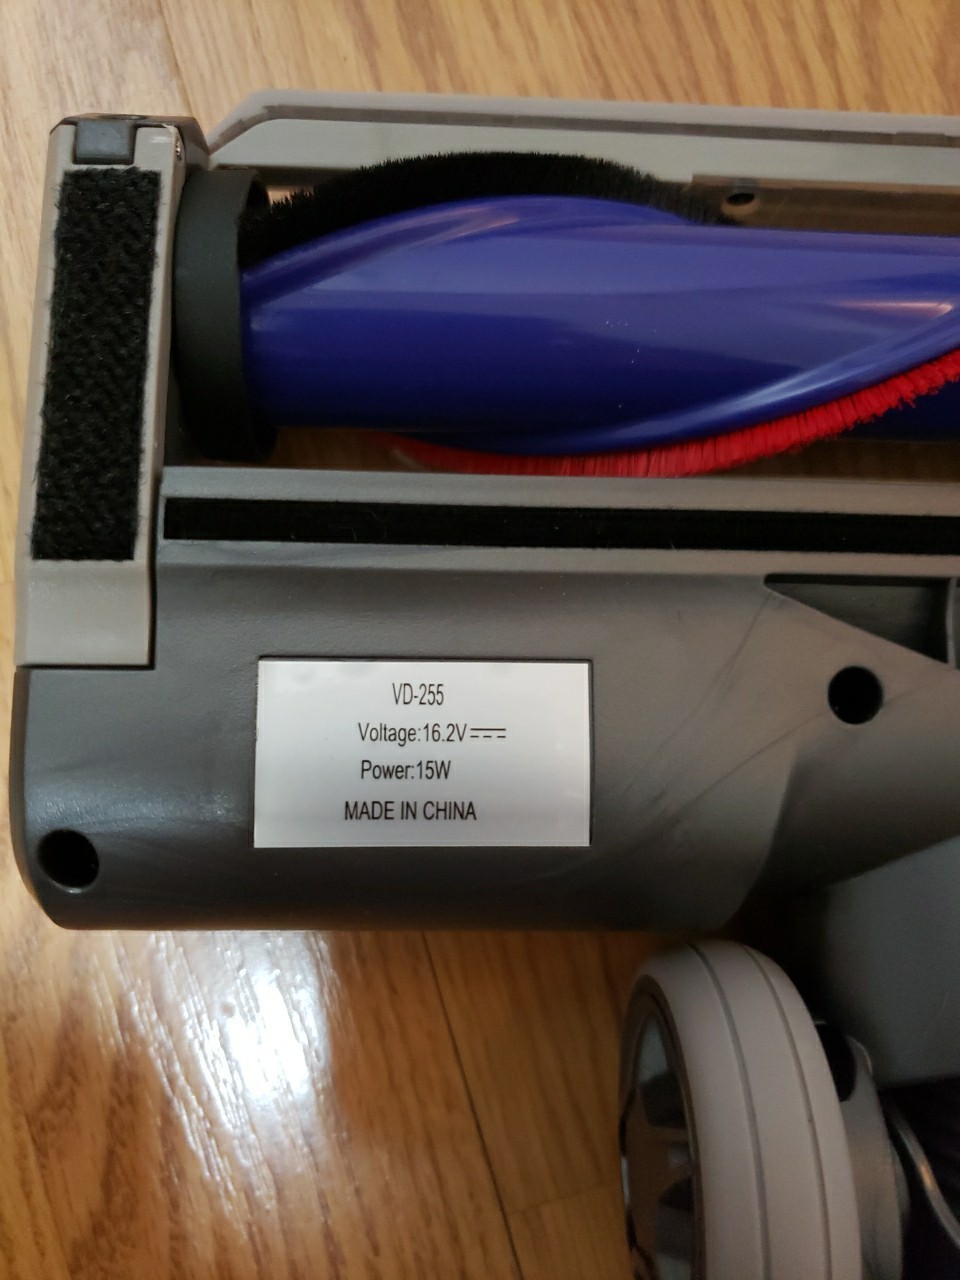 VD-255
Voltage:16.2V⎓
Power:15W
MADE IN CHINA